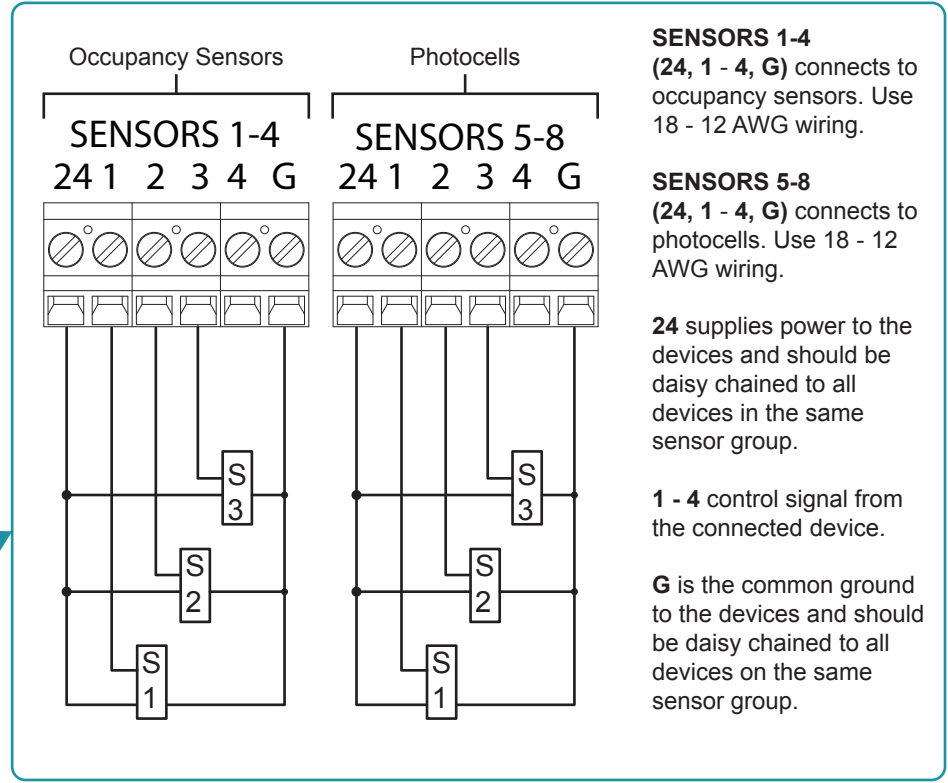 Occupancy Sensors
SENSORS 1-4
24 1 2 3 4 G
S
3
S
2
S
1
Photocells
SENSORS 5-8
24 1 2 3 4 G
S
3
S
2
S
1
SENSORS 1-4
(24, 1 - 4, G) connects to
occupancy sensors. Use
18 - 12 AWG wiring.
SENSORS 5-8
(24, 1 - 4, G) connects to
photocells. Use 18 - 12
AWG wiring.
24 supplies power to the
devices and should be
daisy chained to all
devices in the same
sensor group.
1 - 4 control signal from
the connected device.
G is the common ground
to the devices and should
be daisy chained to all
devices on the same
sensor group.